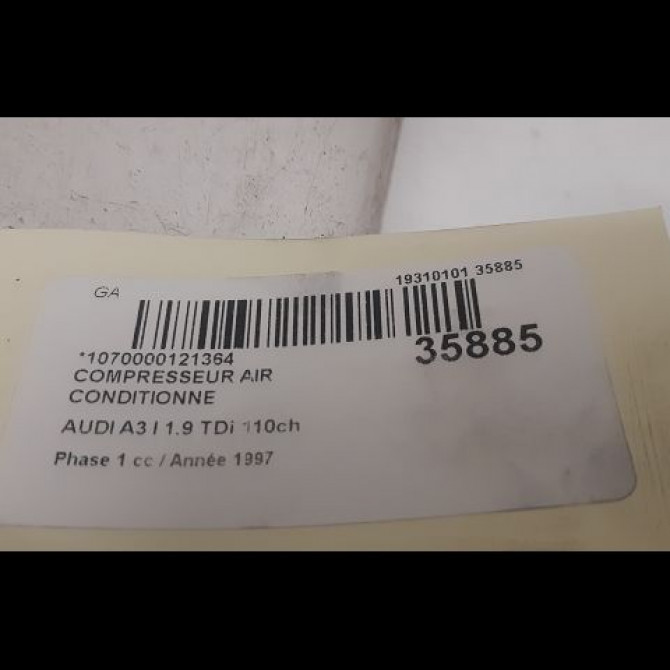 GA
19310101 35885
*1070000121364
35885
COMPRESSEUR AIR
CONDITIONNE
AUDI A3 I 1.9 TDi 110ch
Phase 1 cc / Année 1997